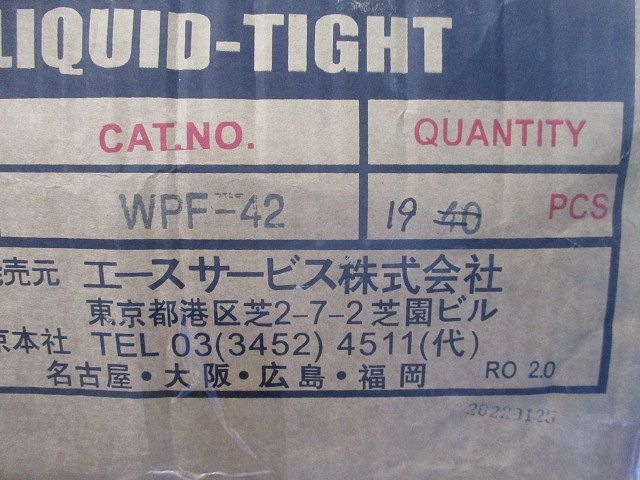 LIQUID-TIGHT
CAT.NO. QUANTITY
WPF-42 19 40 PCS
発売元 エースサービス株式会社
東京都港区芝2-7-2芝園ビル
京本社 TEL 03(3452) 4511(代)
名古屋・大阪・広島・福岡 RO 2.0
20220125